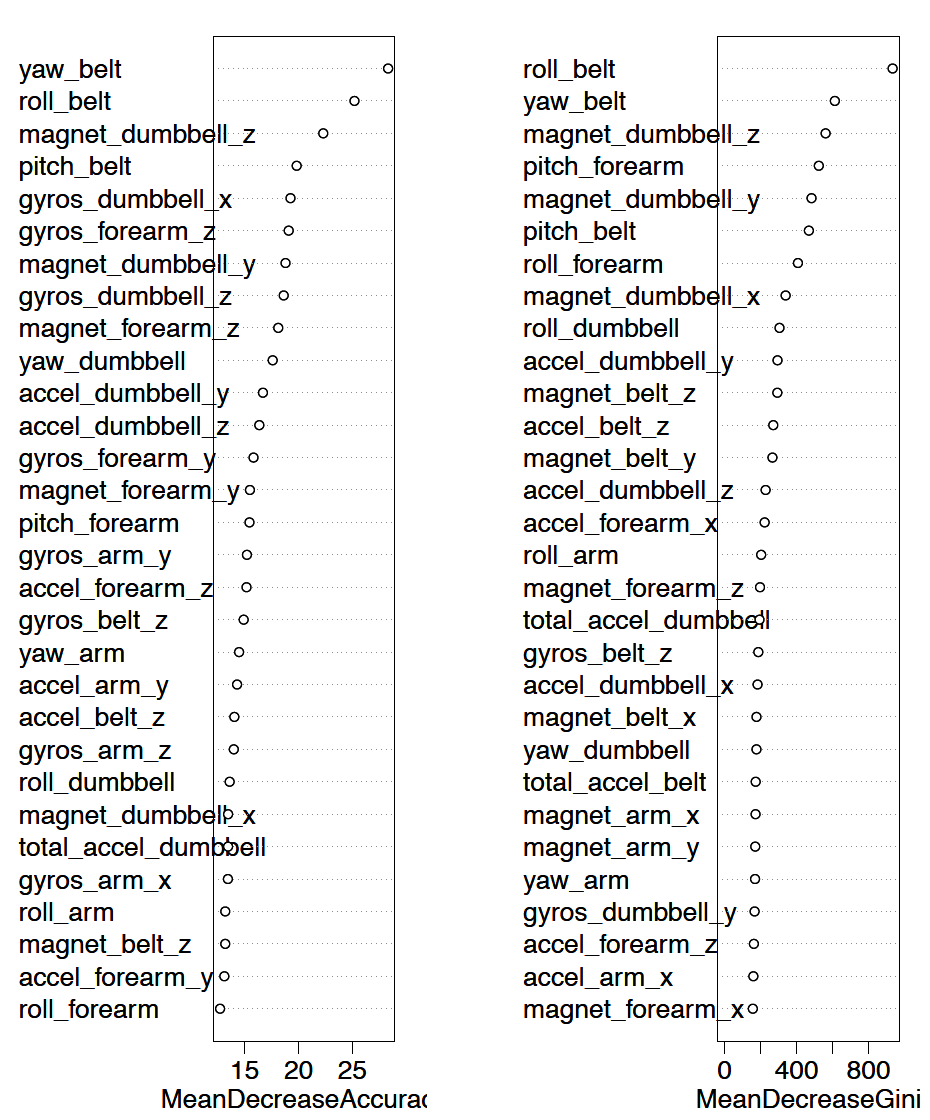 yaw_belt
roll_belt
magnet_dumbbell_z
pitch_belt
gyros_dumbbell_x
gyros_forearm_z
magnet_dumbbell_y
gyros_dumbbell_z
magnet_forearm_z
yaw_dumbbell
accel_dumbbell_y
accel_dumbbell_z
gyros_forearm_y
magnet_forearm_y
pitch_forearm
gyros_arm_y
accel_forearm_z
gyros_belt_z
yaw_arm
accel_arm_y
accel_belt_z
gyros_arm_z
roll_dumbbell
magnet_dumbbell_x
total_accel_dumbbell
gyros_arm_x
roll_arm
magnet_belt_z
accel_forearm_y
roll_forearm
15 20 25
MeanDecreaseAccurac
roll_belt
yaw_belt
magnet_dumbbell_z
pitch_forearm
magnet_dumbbell_y
pitch_belt
roll_forearm
magnet_dumbbell_x
roll_dumbbell
accel_dumbbell_y
magnet_belt_z
accel_belt_z
magnet_belt_y
accel_dumbbell_z
accel_forearm_x
roll_arm
magnet_forearm_z
total_accel_dumbbell
gyros_belt_z
accel_dumbbell_x
magnet_belt_x
yaw_dumbbell
total_accel_belt
magnet_arm_x
magnet_arm_y
yaw_arm
gyros_dumbbell_y
accel_forearm_z
accel_arm_x
magnet_forearm_x
0 400 800
MeanDecreaseGini